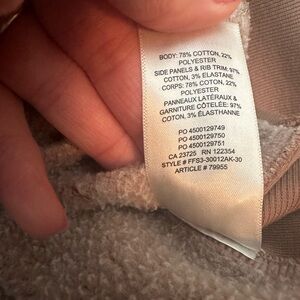 BODY: 78% COTTON, 22%
POLYESTER
SIDE PANELS & RIB TRIM: 97%
COTTON, 3% ELASTANE
CORPS: 78% COTON, 22%
POLYESTER
PANNEAUX LATÉRAUX &
GARNITURE CÔTELÉE: 97%
COTON, 3% ÉLASTHANNE
PO 4500129749
PO 4500129750
PO 4500129751
CA 23725 RN 122354
STYLE # FFS3-30012AK-30
ARTICLE # 79955